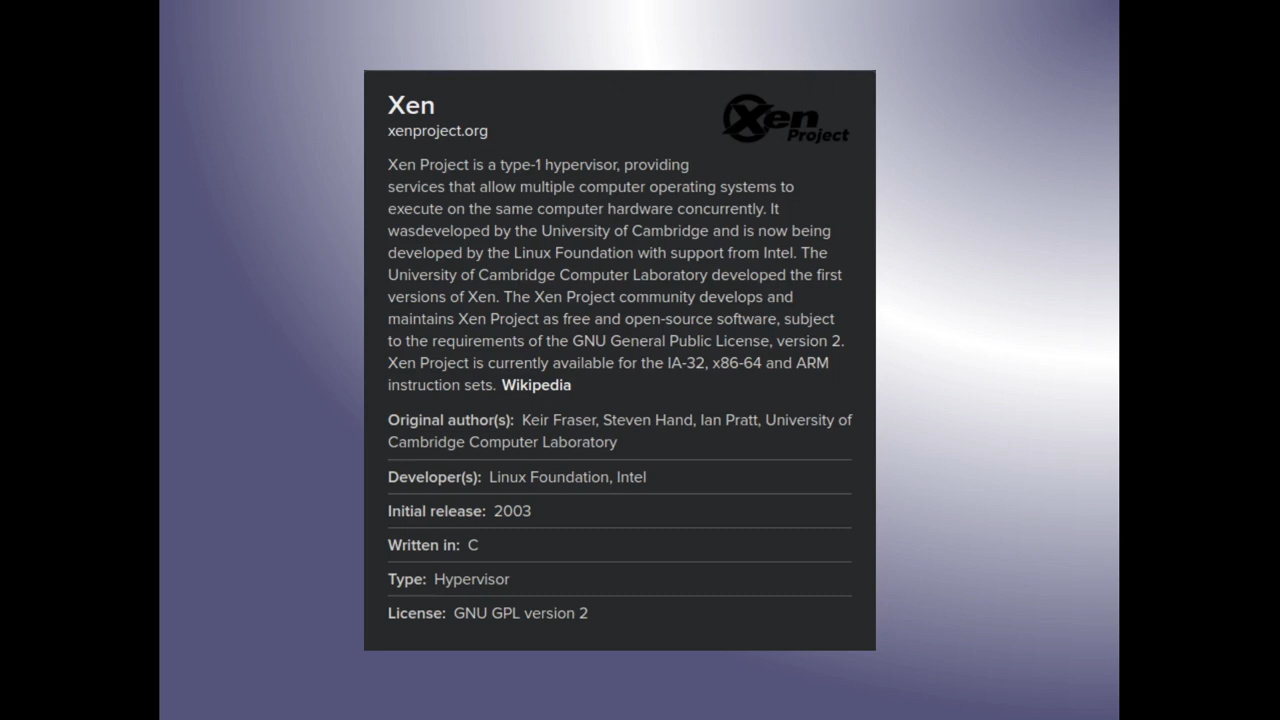 Xen
Xen Project
xenproject.org
Xen Project is a type-1 hypervisor, providing
services that allow multiple computer operating systems to
execute on the same computer hardware concurrently. It
wasdeveloped by the University of Cambridge and is now being
developed by the Linux Foundation with support from Intel. The
University of Cambridge Computer Laboratory developed the first
versions of Xen. The Xen Project community develops and
maintains Xen Project as free and open-source software, subject
to the requirements of the GNU General Public License, version 2.
Xen Project is currently available for the IA-32, x86-64 and ARM
instruction sets. Wikipedia
Original author(s): Keir Fraser, Steven Hand, Ian Pratt, University of
Cambridge Computer Laboratory
Developer(s): Linux Foundation, Intel
Initial release: 2003
Written in: C
Type: Hypervisor
License: GNU GPL version 2